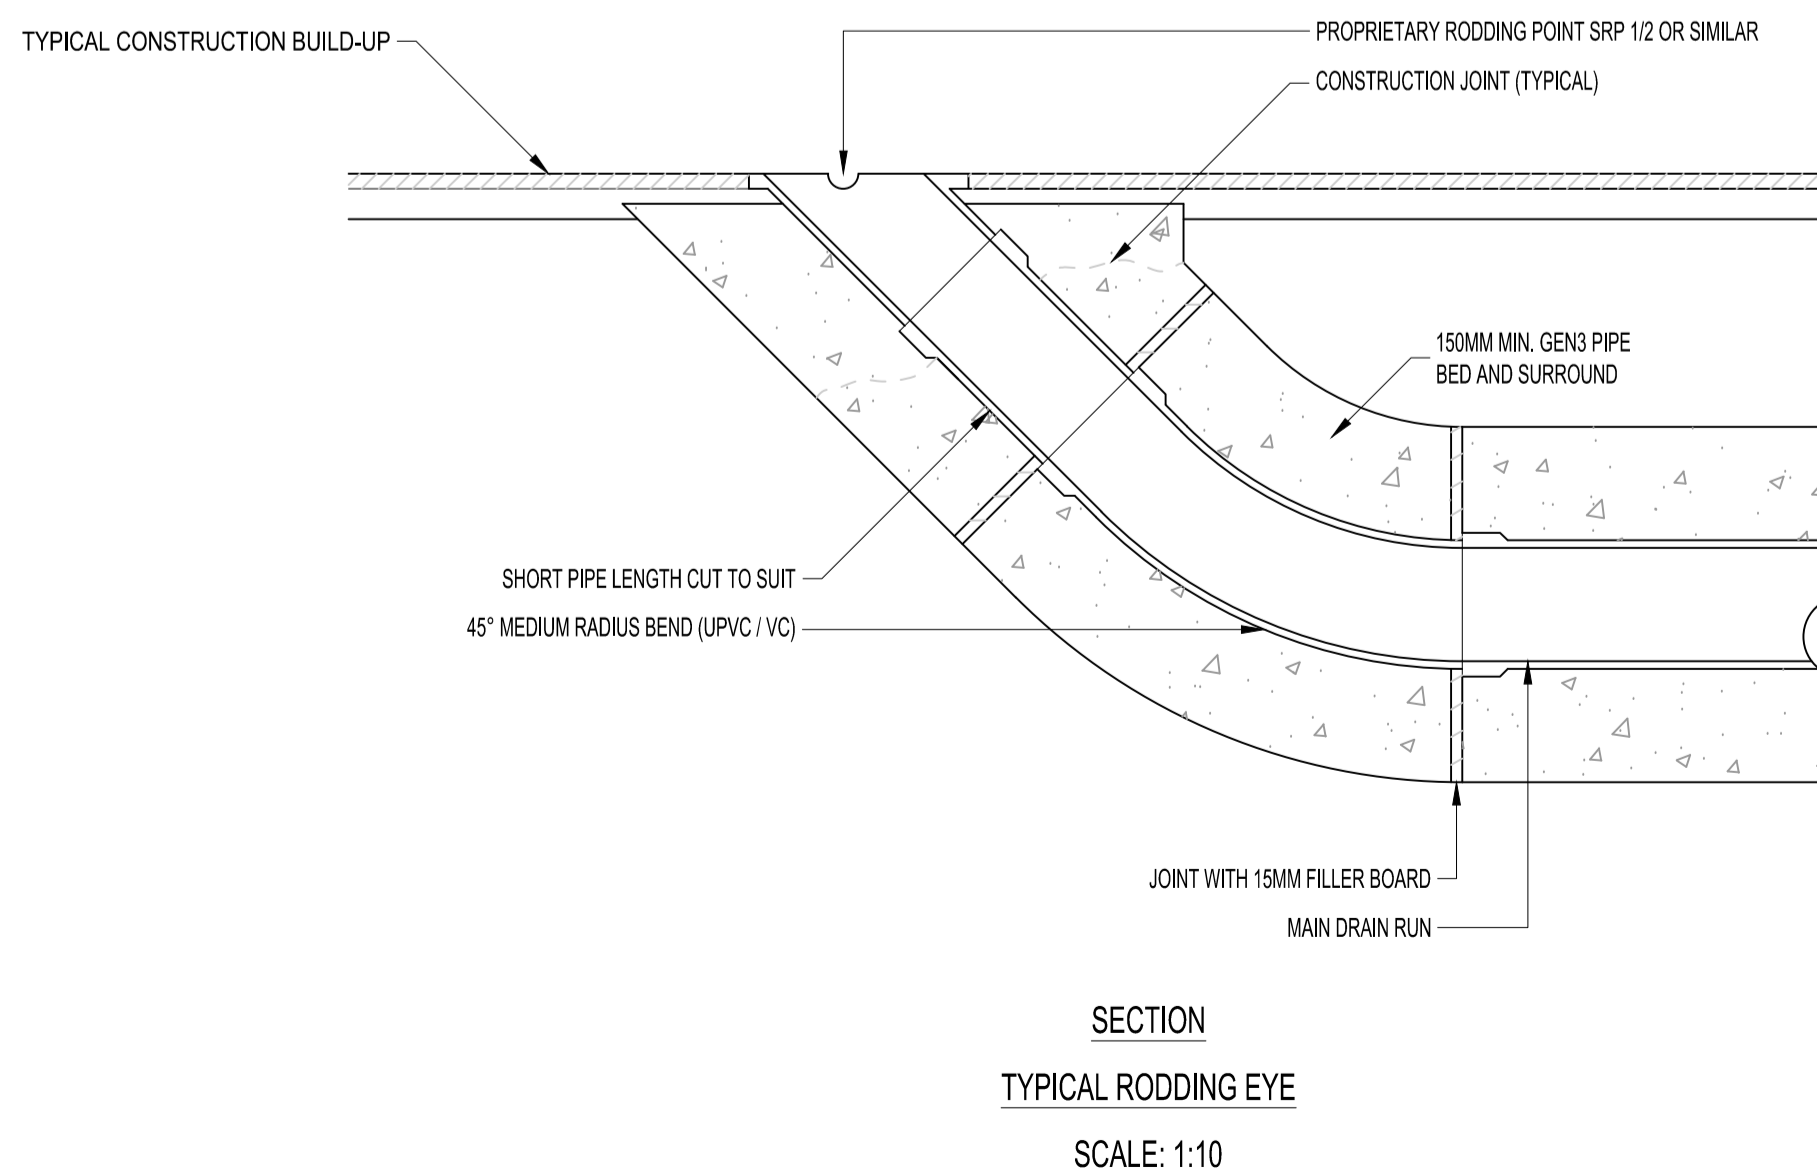 TYPICAL CONSTRUCTION BUILD-UP
PROPRIETARY RODDING POINT SRP 1/2 OR SIMILAR
CONSTRUCTION JOINT (TYPICAL)
150MM MIN. GEN3 PIPE
BED AND SURROUND
SHORT PIPE LENGTH CUT TO SUIT
45° MEDIUM RADIUS BEND (UPVC / VC)
JOINT WITH 15MM FILLER BOARD
MAIN DRAIN RUN
SECTION
TYPICAL RODDING EYE
SCALE: 1:10